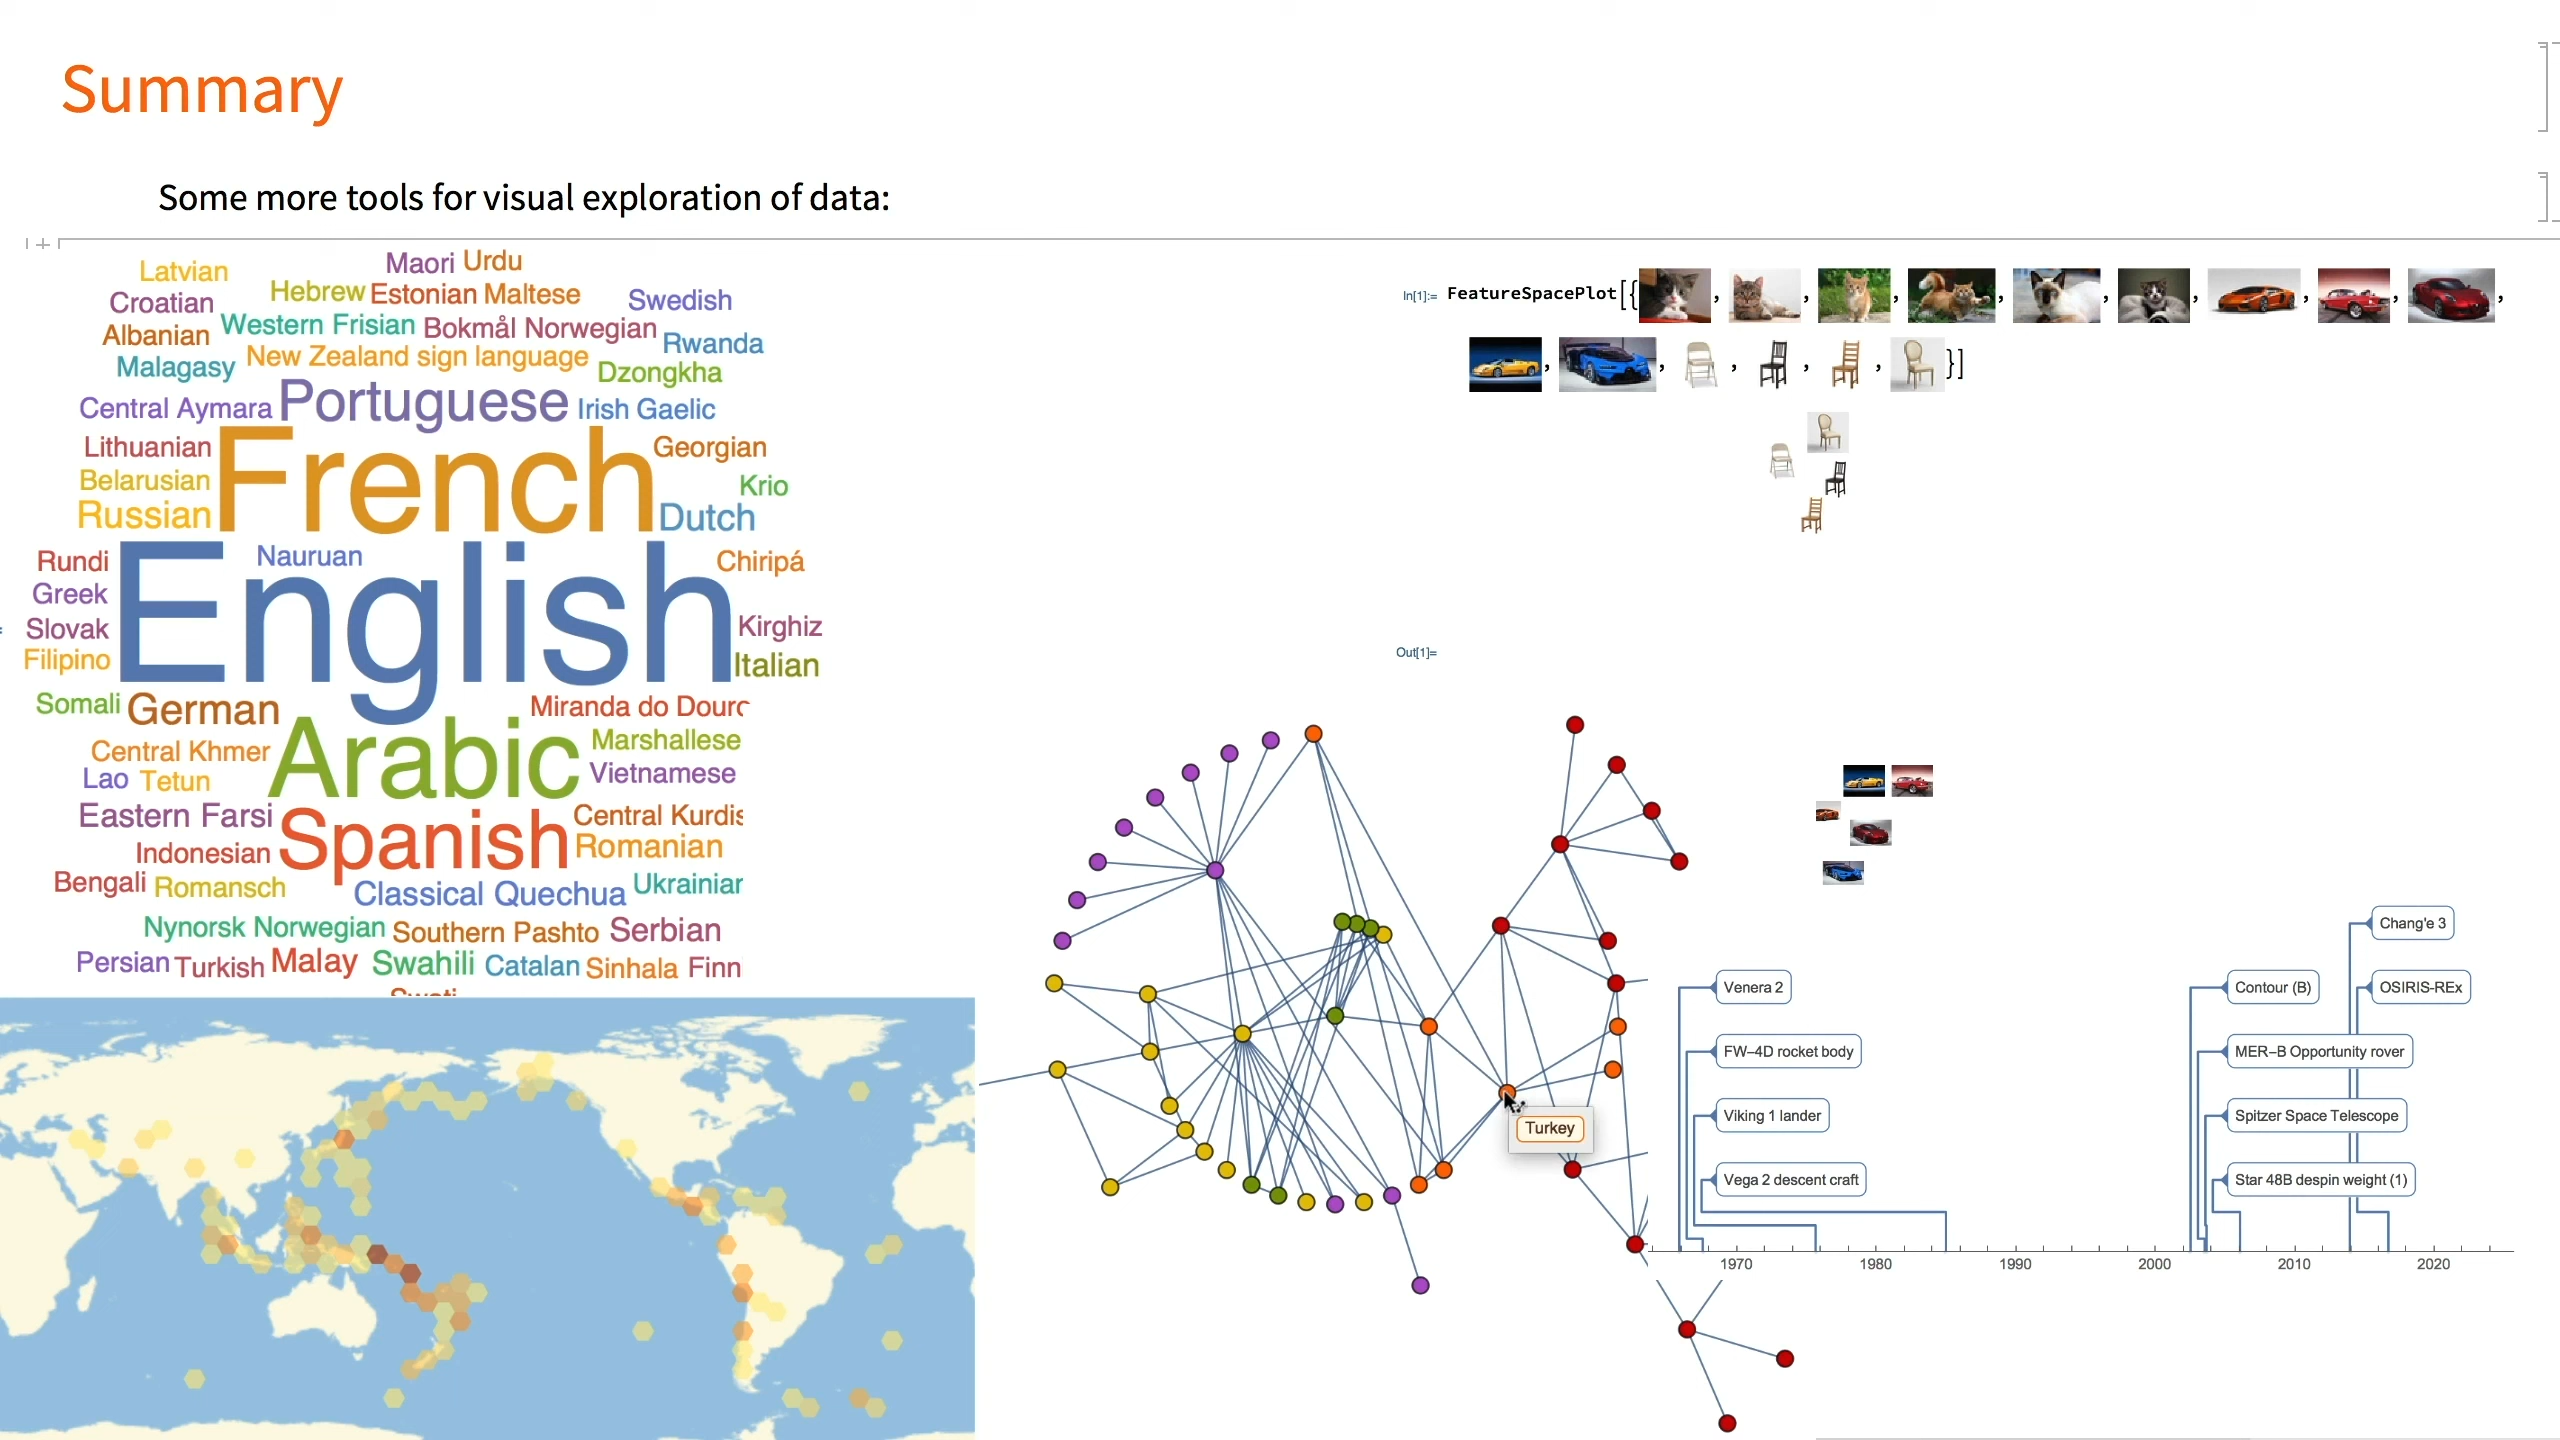 Summary
Some more tools for visual exploration of data:
Latvian
Maori Urdu
Croatian
Hebrew Estonian Maltese
Swedish
Albanian
Western Frisian Bokmål Norwegian
Rwanda
Malagasy
New Zealand sign language
Dzongkha
Central Aymara Portuguese Irish Gaelic
Lithuanian
French
Georgian
Belarusian
Krio
Russian
Dutch
Rundi
Nauruan
Chiripá
Greek
English
Slovak
Kirghiz
Filipino
Italian
Somali German
Miranda do
Central Khmer Arabic Marshallese
Lao Tetun
Vietnamese
Eastern Farsi
Spanish
Central
Indonesian
Romanian
Bengali Romansch Classical Quechua
Nynorsk Norwegian Southern Pashto Serbian
Persian Turkish Malay Swahili Catalan Sinhala Finn
In[1]:= FeatureSpacePlot[{ , , , , , , , , ,
, , , , , }]
Out[1]=
Turkey
Chang'e 3
Venera 2
Contour (B)
OSIRIS-REx
FW–4D rocket body
MER–B Opportunity rover
Viking 1 lander
Spitzer Space Telescope
Vega 2 descent craft
Star 48B despin weight (1)
1970 1980 1990 2000 2010 2020